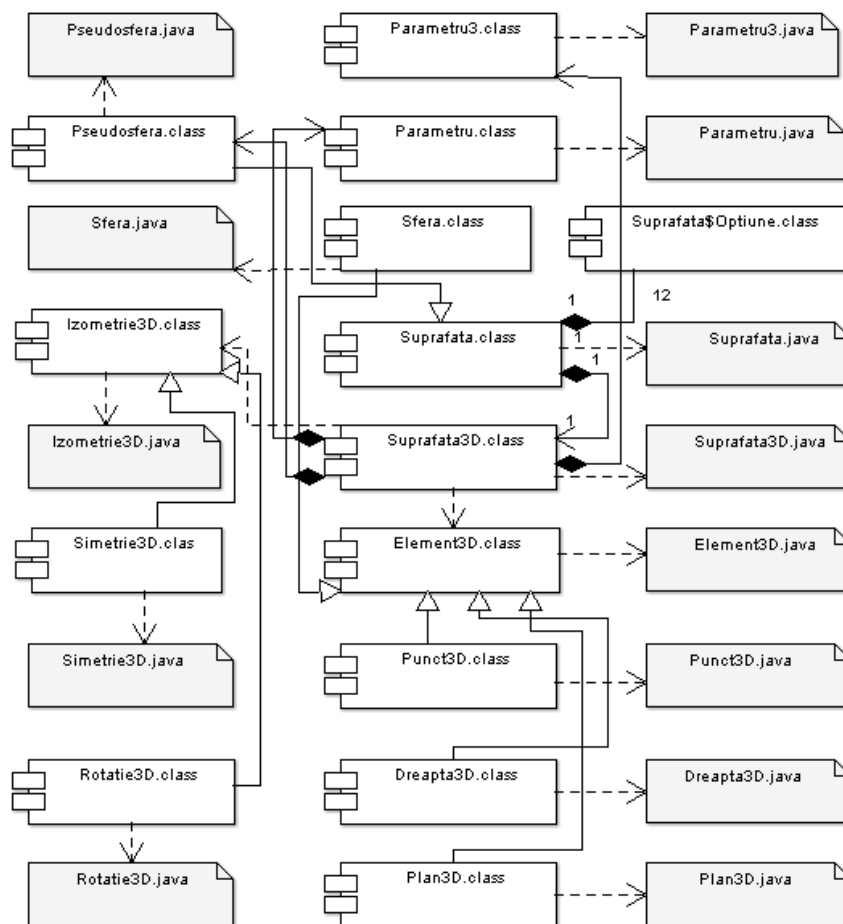 Pseudosfera.java
Parametru3.class
Parametru3.java
Pseudosfera.class
Parametru.class
Parametru.java
Sfera.java
Sfera.class
Suprafata$Optiune.class
1
12
Izometrie3D.class
Suprafata.class
1
Suprafata.java
1
Izometrie3D.java
1
Suprafata3D.class
Suprafata3D.java
Simetrie3D.clas
Element3D.class
Element3D.java
Simetrie3D.java
Punct3D.class
Punct3D.java
Rotatie3D.class
Dreapta3D.class
Dreapta3D.java
Rotatie3D.java
Plan3D.class
Plan3D.java